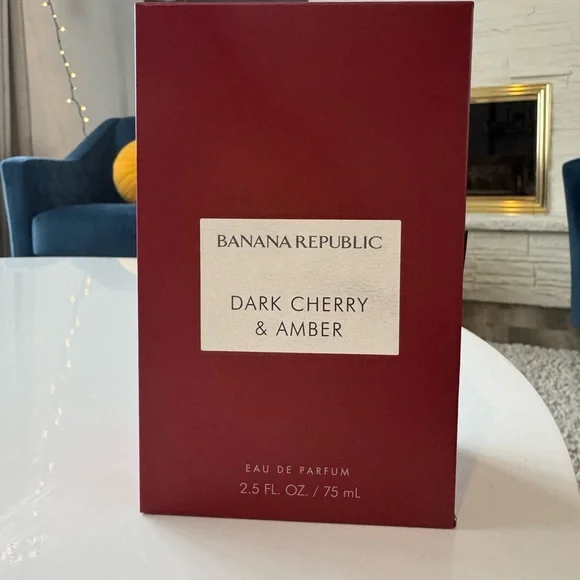 BANANA REPUBLIC
DARK CHERRY
& AMBER
EAU DE PARFUM
2.5 FL. OZ. / 75 mL